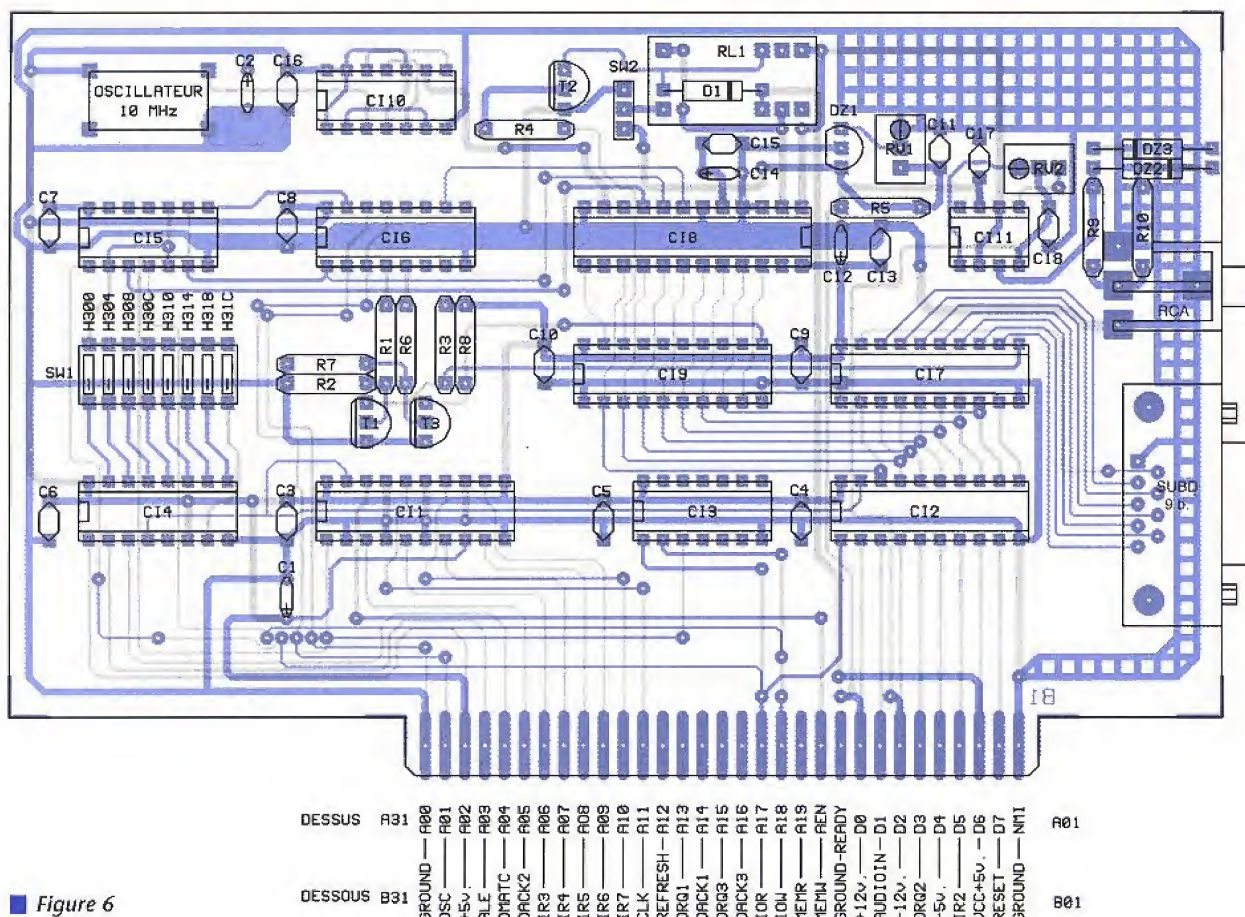 C2
C16
OSCILLATEUR
10 MHz
CI10
T2
SW2
RL1
D1
R4
C15
C14
DZ1
RV1
C11
C17
RV2
DZ3
DZ2
C7
CI5
C8
CI6
CI8
R5
C12
C13
CI11
C18
R9
R10
RCA
H300
H304
H308
H30C
H310
H314
H318
H31C
SW1
R7
R2
R1
R6
R3
R8
T1
T3
C10
CI9
C9
CI7
C6
CI4
C3
CI1
C5
CI3
C4
CI2
SUBD
9 D.
C1
B1
DESSUS A31
A00
A01
A02
A03
A04
A05
A06
A07
A08
A09
A10
A11
A12
A13
A14
A15
A16
A17
A18
A19
AEN
READY
D0
D1
D2
D3
D4
D5
D6
D7
NMI
A01
DESSOUS B31
GROUND
OSC
+5v.
ALE
DMATC
DACK2
IR3
IR4
IR5
IR6
IR7
CLK
REFRESH
DRQ1
DACK1
DRQ3
DACK3
IOR
IOW
MEMR
MEMW
GROUND
+12v.
AUDIOIN
-12v.
DRQ2
-5v.
IR2
VCC+5v.
RESET
GROUND
B01
Figure 6